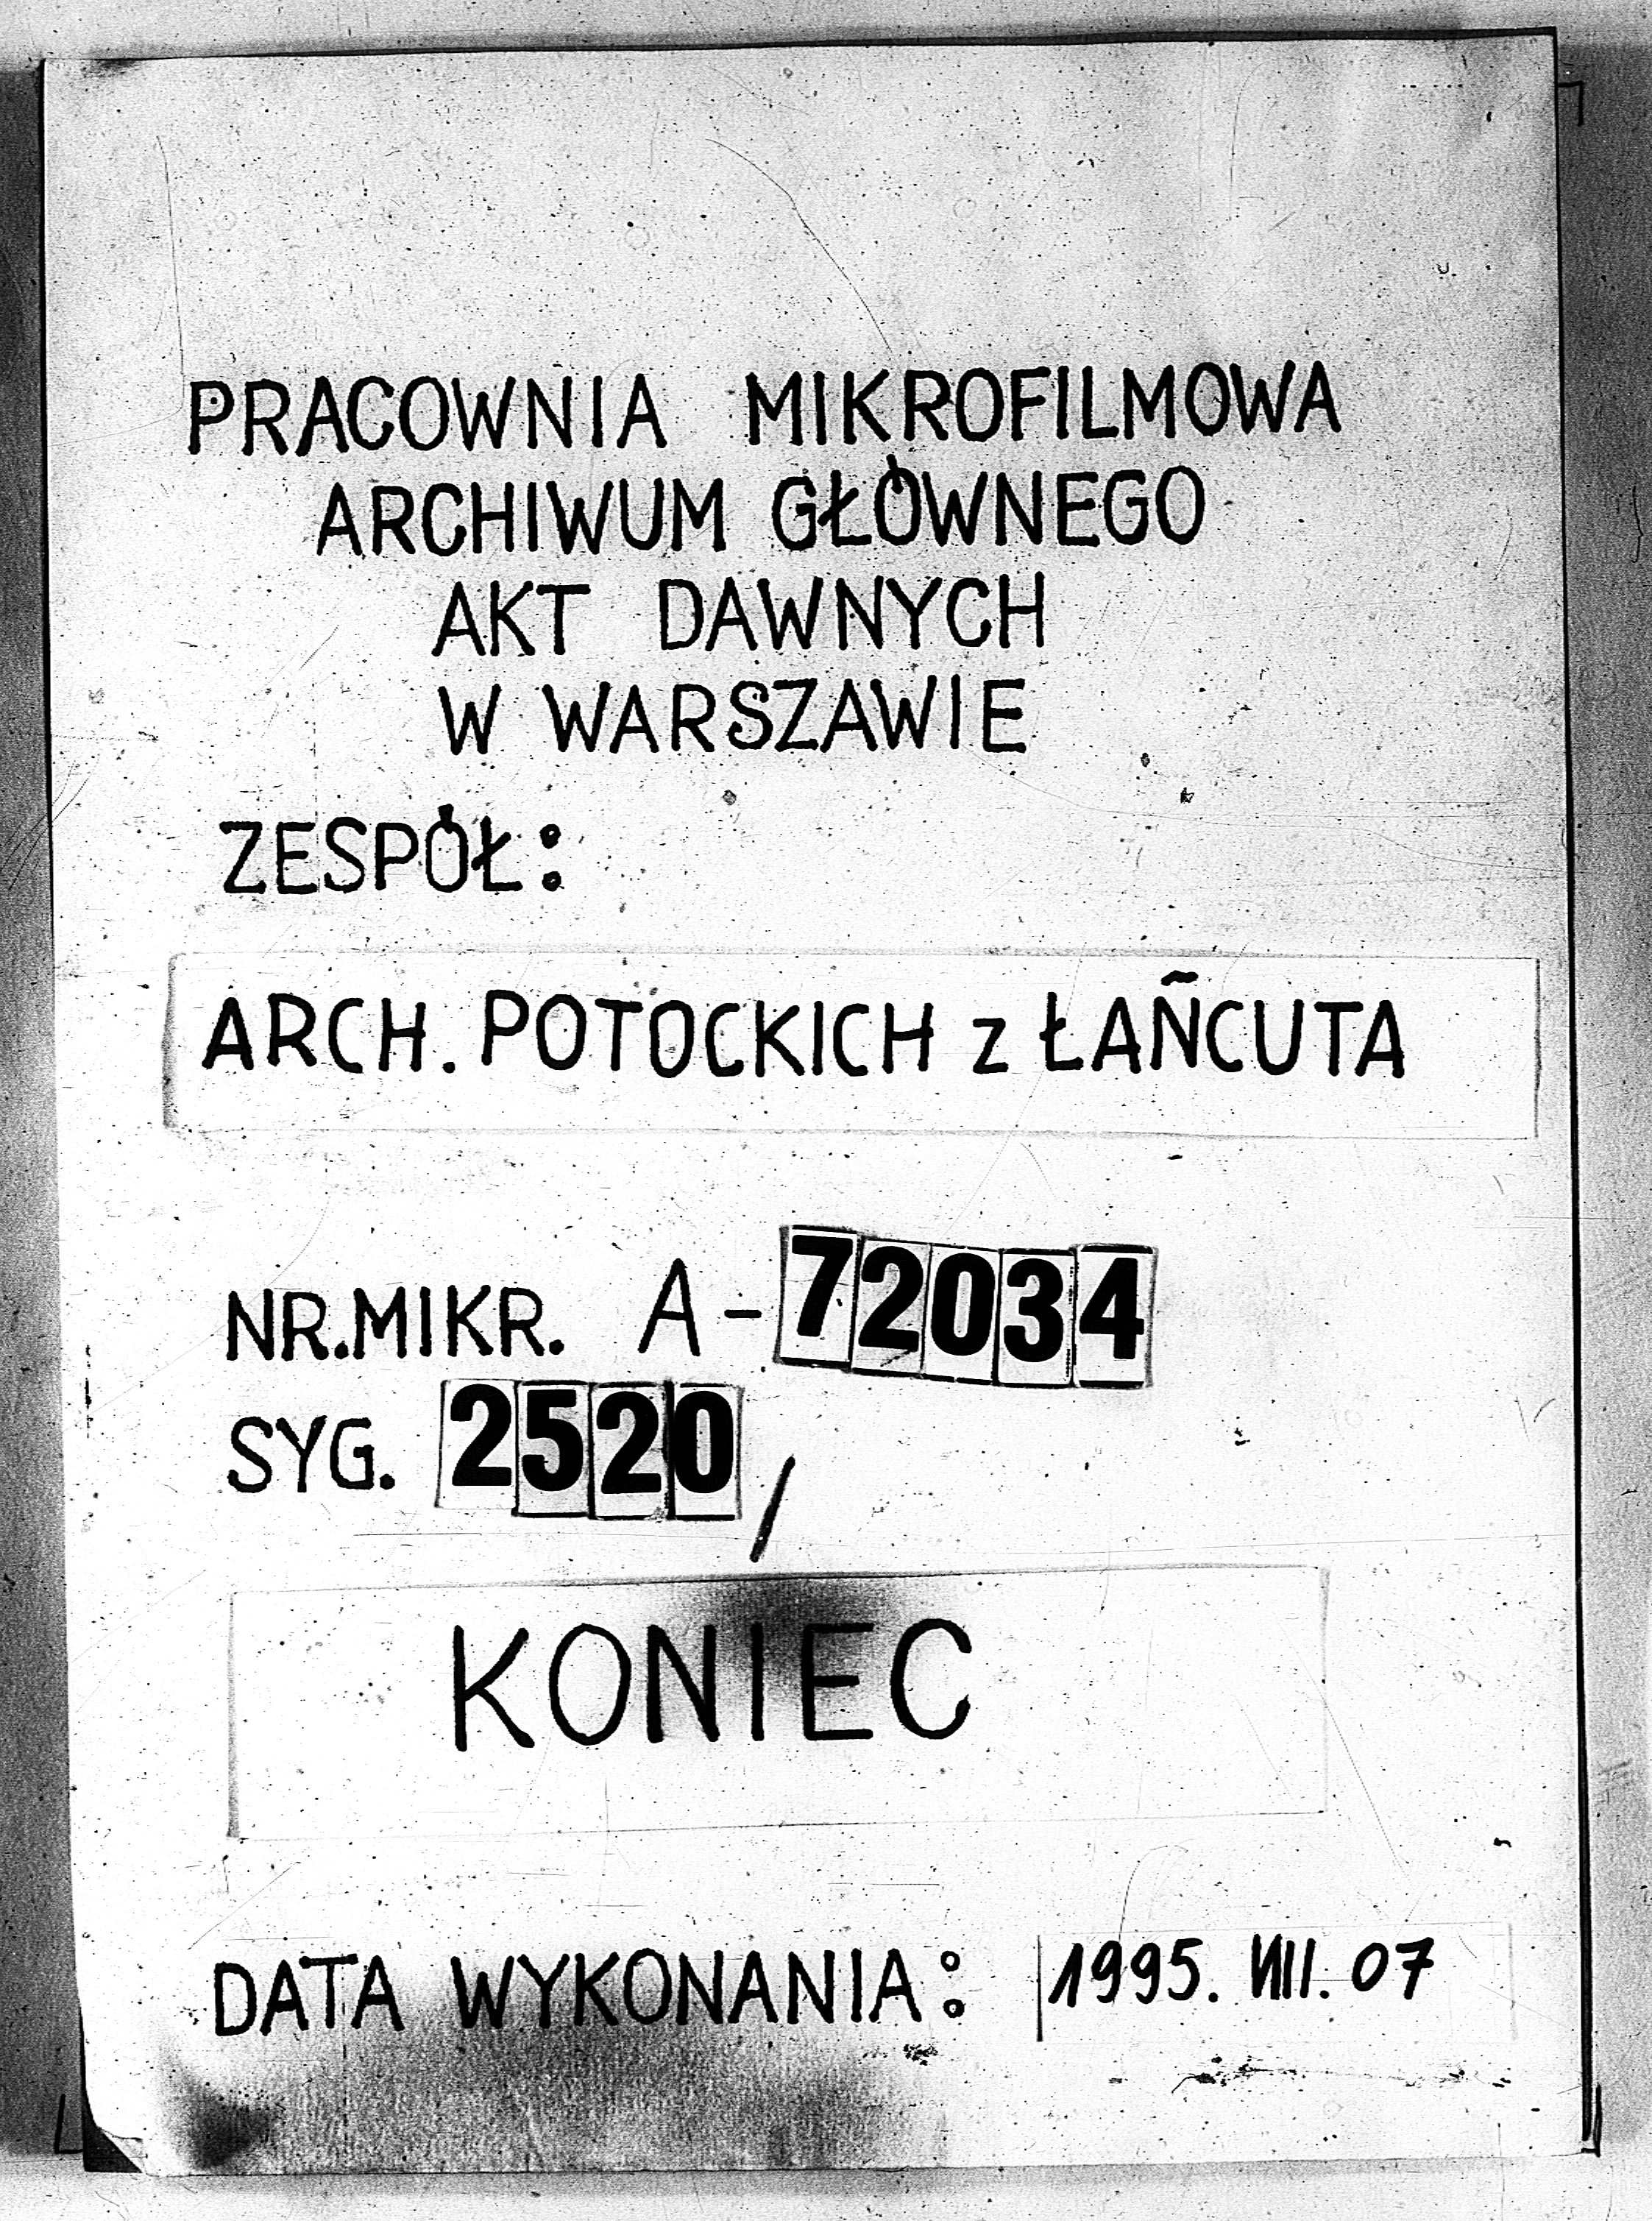 PRACOWNIA MIKROFILMOWA
ARCHIWUM GŁÓWNEGO
AKT DAWNYCH
W WARSZAWIE
ZESPÓŁ:
ARCH. POTOCKICH z ŁAŃCUTA
NR.MIKR. A-72034
SYG. 2520/
KONIEC
DATA WYKONANIA: 1995. VIII. 07